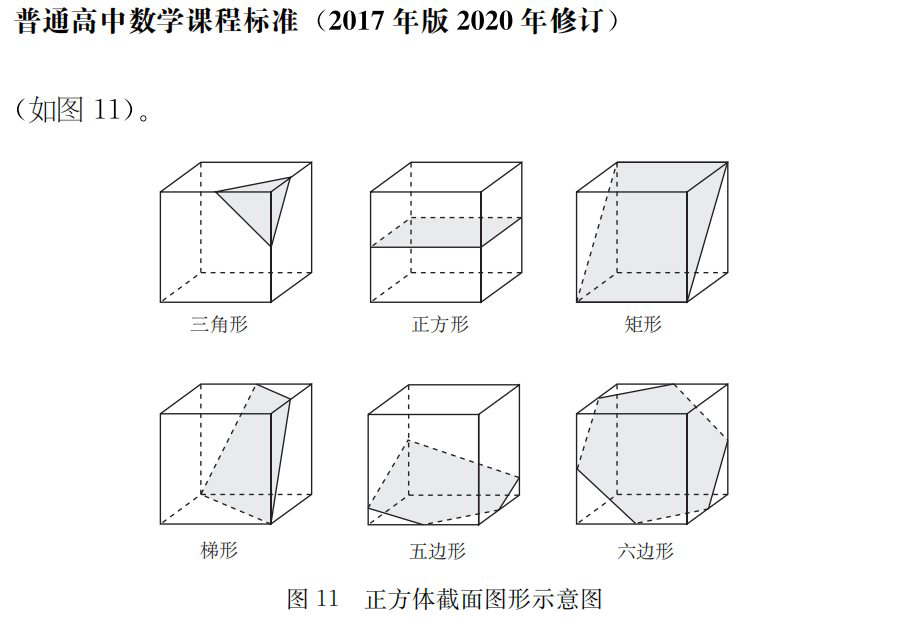 普通高中数学课程标准（2017 年版 2020 年修订）
（如图 11）。
三角形 正方形 矩形
梯形 五边形 六边形
图 11 正方体截面图形示意图